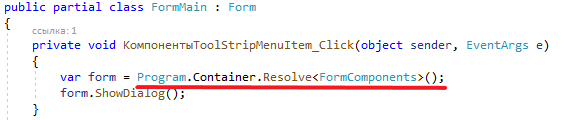 public partial class FormMain : Form
{
ссылка: 1
private void КомпонентыToolStripMenuItem_Click(object sender, EventArgs e)
{
var form = Program.Container.Resolve<FormComponents>();
form.ShowDialog();
}